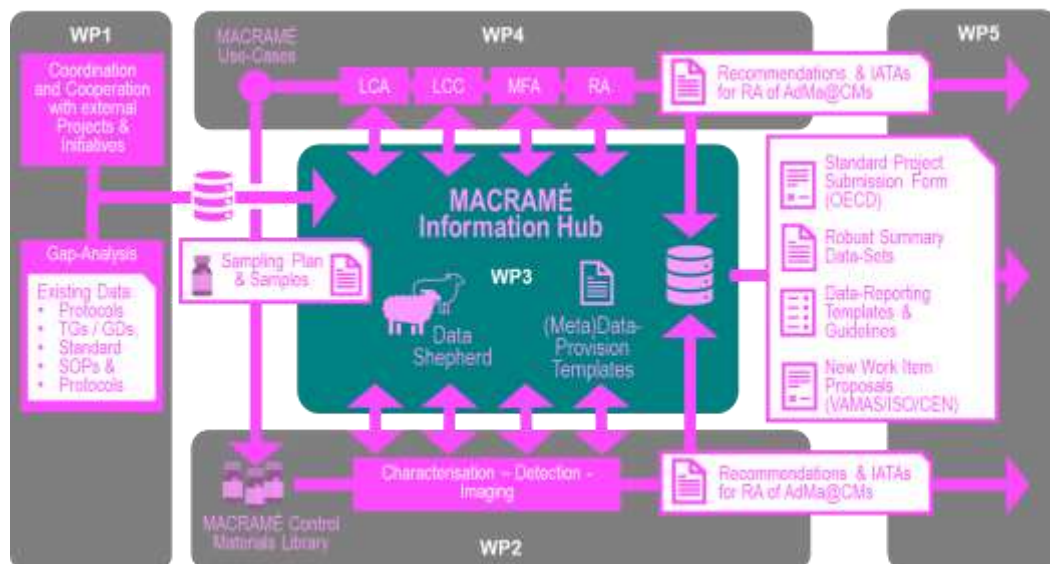 WP1
Coordination
and Cooperation
with external
Projects &
Initiatives
Gap-Analysis
Existing Data:
• Protocols
• TGs / GDs,
• Standard
• SOPs &
• Protocols
MACRAMÉ
Use-Cases
WP4
LCA
LCC
MFA
RA
Recommendations & IATAs
for RA of AdMa@CMs
Sampling Plan
& Samples
MACRAMÉ
Information Hub
WP3
Data
Shepherd
(Meta)Data-
Provision
Templates
MACRAMÉ Control
Materials Library
Characterisation – Detection -
Imaging
WP2
Recommendations & IATAs
for RA of AdMa@CMs
WP5
Standard Project
Submission Form
(OECD)
Robust Summary
Data-Sets
Data-Reporting
Templates &
Guidelines
New Work Item
Proposals
(VAMAS/ISO/CEN)